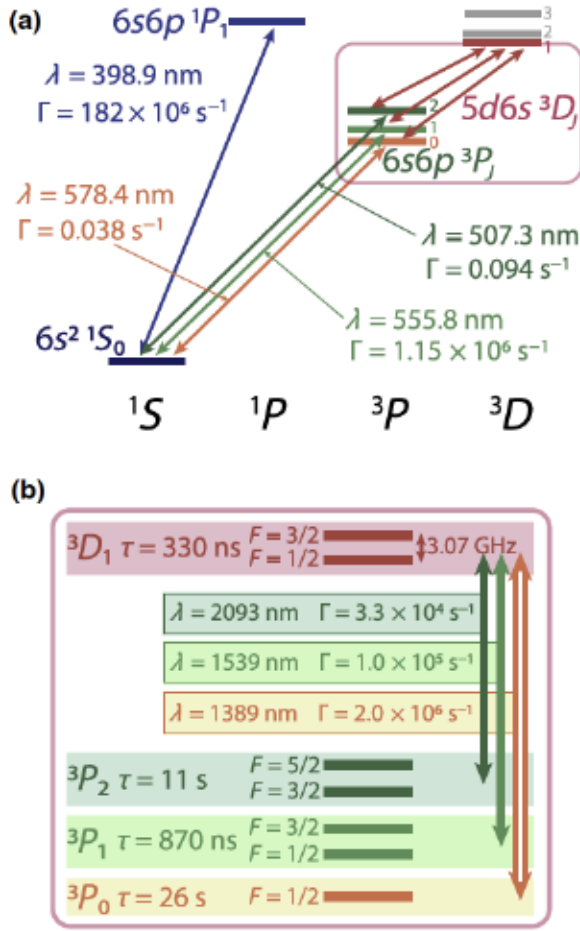 (a)
6s6p ¹P₁
3
2
1
λ = 398.9 nm
Γ = 182 × 10⁶ s⁻¹
5d6s ³D_J
2
1
0
6s6p ³P_J
λ = 578.4 nm
Γ = 0.038 s⁻¹
λ = 507.3 nm
Γ = 0.094 s⁻¹
6s² ¹S₀
λ = 555.8 nm
Γ = 1.15 × 10⁶ s⁻¹
¹S ¹P ³P ³D
(b)
³D₁ τ = 330 ns
F = 3/2
F = 1/2
3.07 GHz
λ = 2093 nm Γ = 3.3 × 10⁴ s⁻¹
λ = 1539 nm Γ = 1.0 × 10⁵ s⁻¹
λ = 1389 nm Γ = 2.0 × 10⁶ s⁻¹
³P₂ τ = 11 s
F = 5/2
F = 3/2
³P₁ τ = 870 ns
F = 3/2
F = 1/2
³P₀ τ = 26 s
F = 1/2